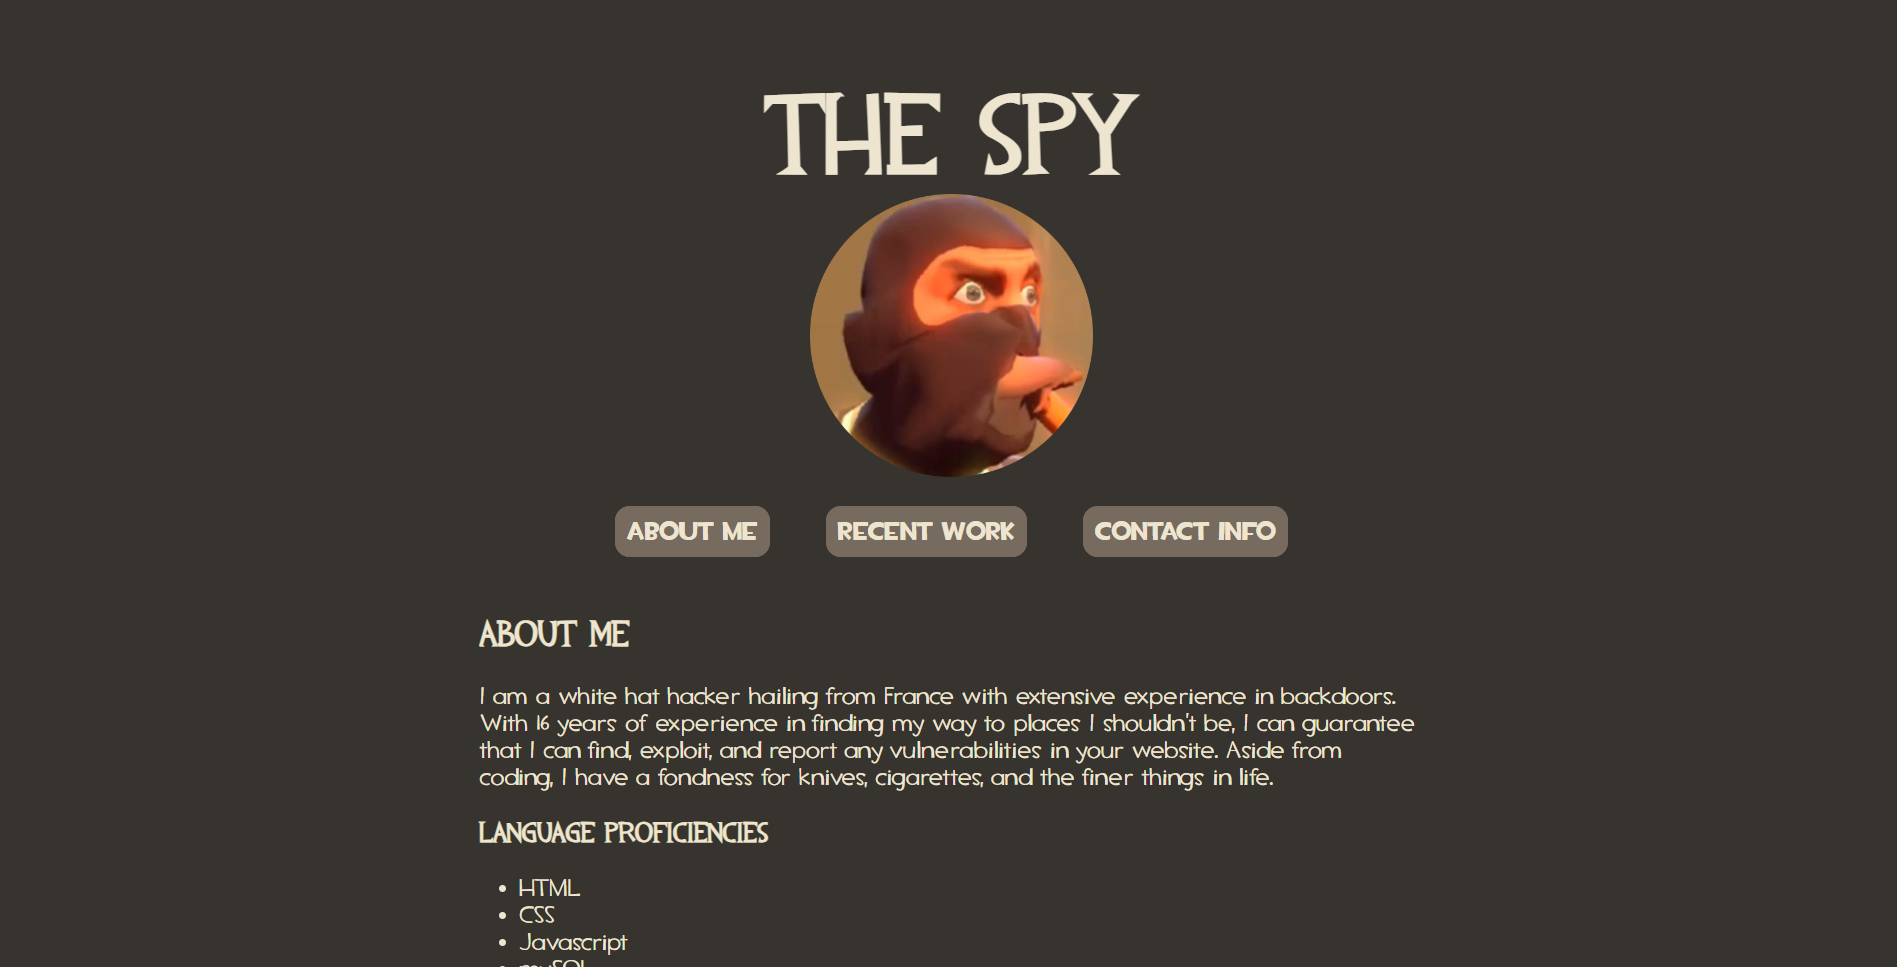 THE SPY
ABOUT ME
RECENT WORK
CONTACT INFO
ABOUT ME
I am a white hat hacker hailing from France with extensive experience in backdoors.
With 16 years of experience in finding my way to places I shouldn't be, I can guarantee
that I can find, exploit, and report any vulnerabilities in your website. Aside from
coding, I have a fondness for knives, cigarettes, and the finer things in life.
LANGUAGE PROFICIENCIES
• HTML
• CSS
• Javascript
• mySQL